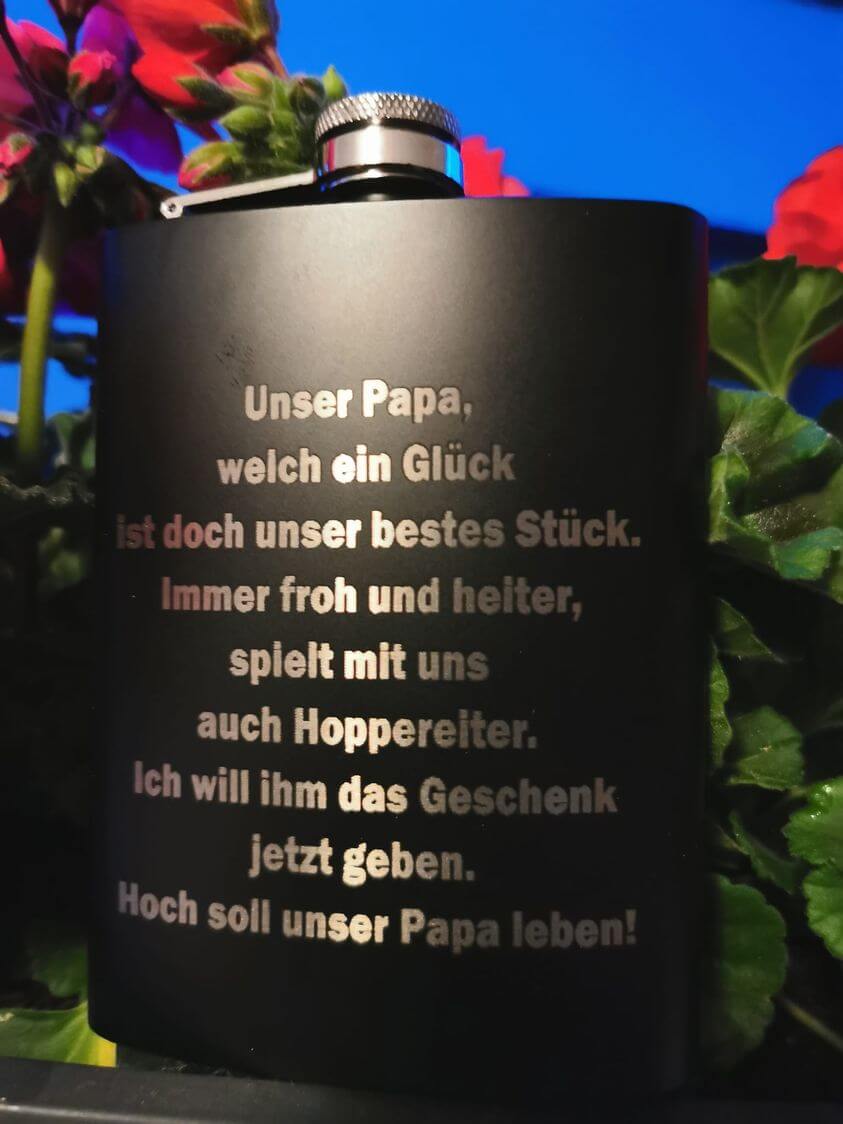 Unser Papa,
welch ein Glück
ist doch unser bestes Stück.
Immer froh und heiter,
spielt mit uns
auch Hoppereiter.
Ich will ihm das Geschenk
jetzt geben.
Hoch soll unser Papa leben!